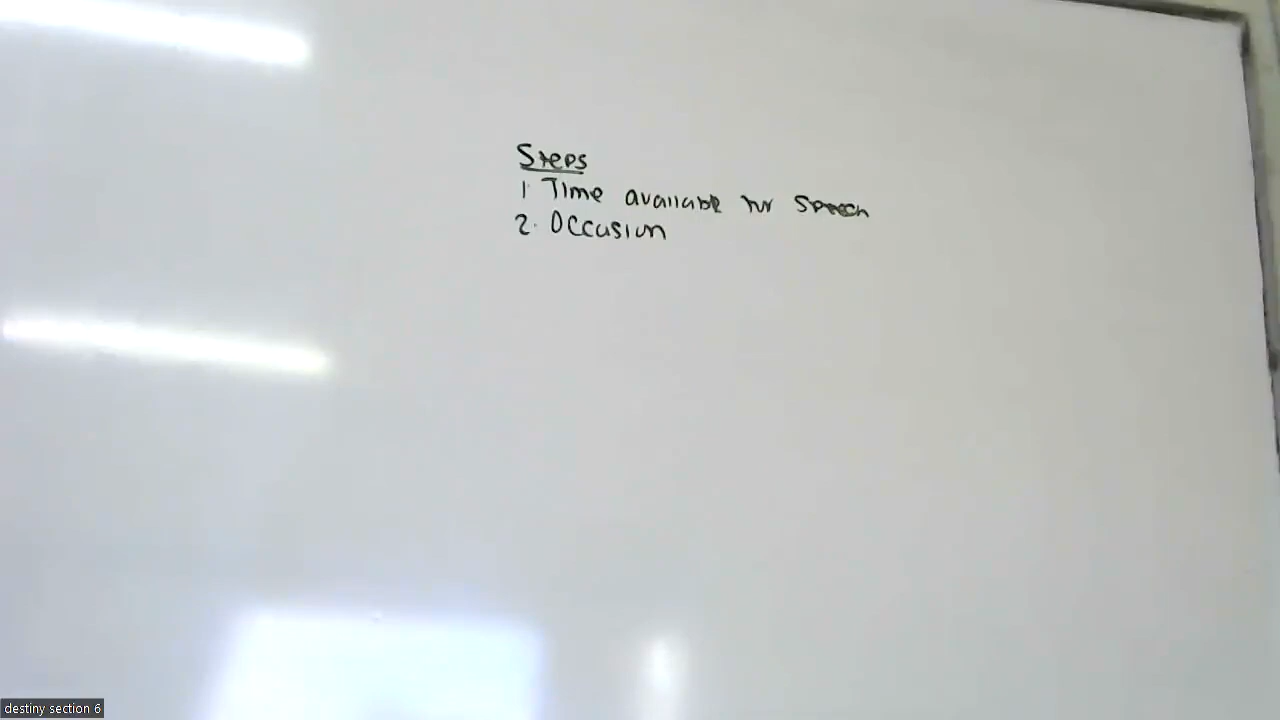 Steps
1. Time available for Speech
2. Occasion
destiny section 6